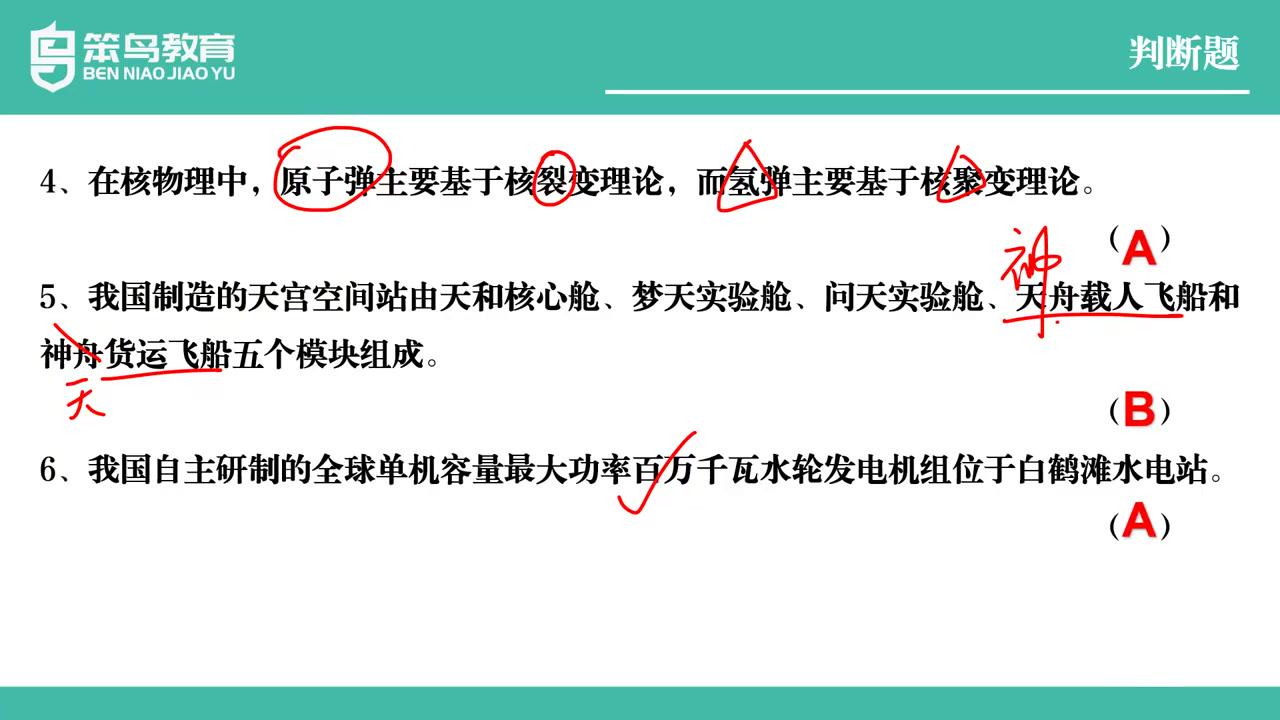 笨鸟教育
BEN NIAO JIAO YU
判断题
4、在核物理中，原子弹主要基于核裂变理论，而氢弹主要基于核聚变理论。
（A）
神
5、我国制造的天宫空间站由天和核心舱、梦天实验舱、问天实验舱、天舟载人飞船和
神舟货运飞船五个模块组成。
天
（B）
6、我国自主研制的全球单机容量最大功率百万千瓦水轮发电机组位于白鹤滩水电站。
（A）